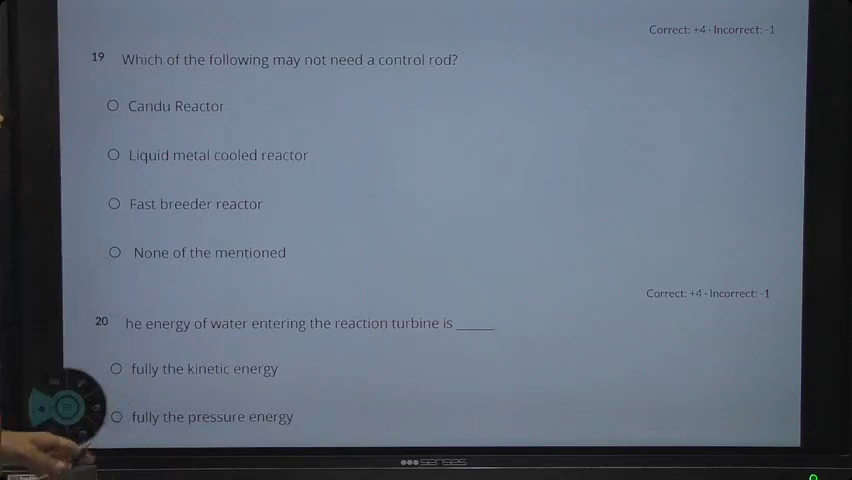 Correct: +4 · Incorrect: -1
19 Which of the following may not need a control rod?
Candu Reactor
Liquid metal cooled reactor
Fast breeder reactor
None of the mentioned
Correct: +4 · Incorrect: -1
20 he energy of water entering the reaction turbine is ______
fully the kinetic energy
fully the pressure energy
senses